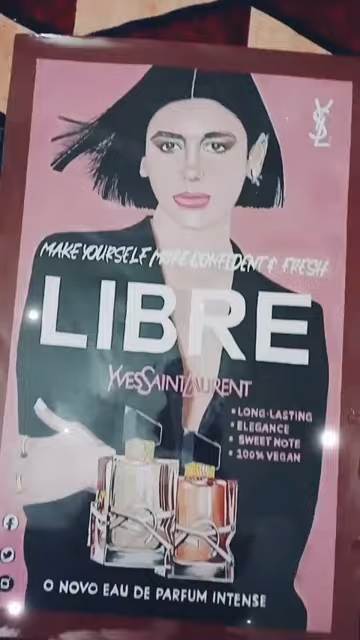 YSL
MAKE YOURSELF MORE CONFIDENT & FRESH
LIBRE
YVESSAINTLAURENT
• LONG-LASTING
• ELEGANCE
• SWEET NOTE
• 100% VEGAN
O NOVO EAU DE PARFUM INTENSE